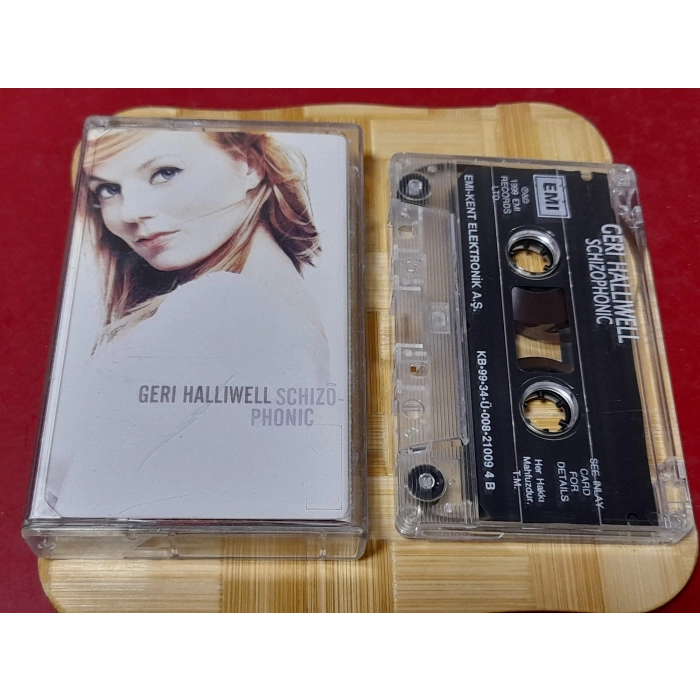 GERI HALLIWELL SCHIZO-
PHONIC
EMI
GERI HALLIWELL
SCHIZOPHONIC
℗1999 EMI
RECORDS
LTD.
EMI-KENT ELEKTRONİK A.Ş.
KB•99•34•Ü•008•21009 4 B
SEE INLAY
CARD
FOR
DETAILS
Her Hakkı
Mahfuzdur.
T.M.